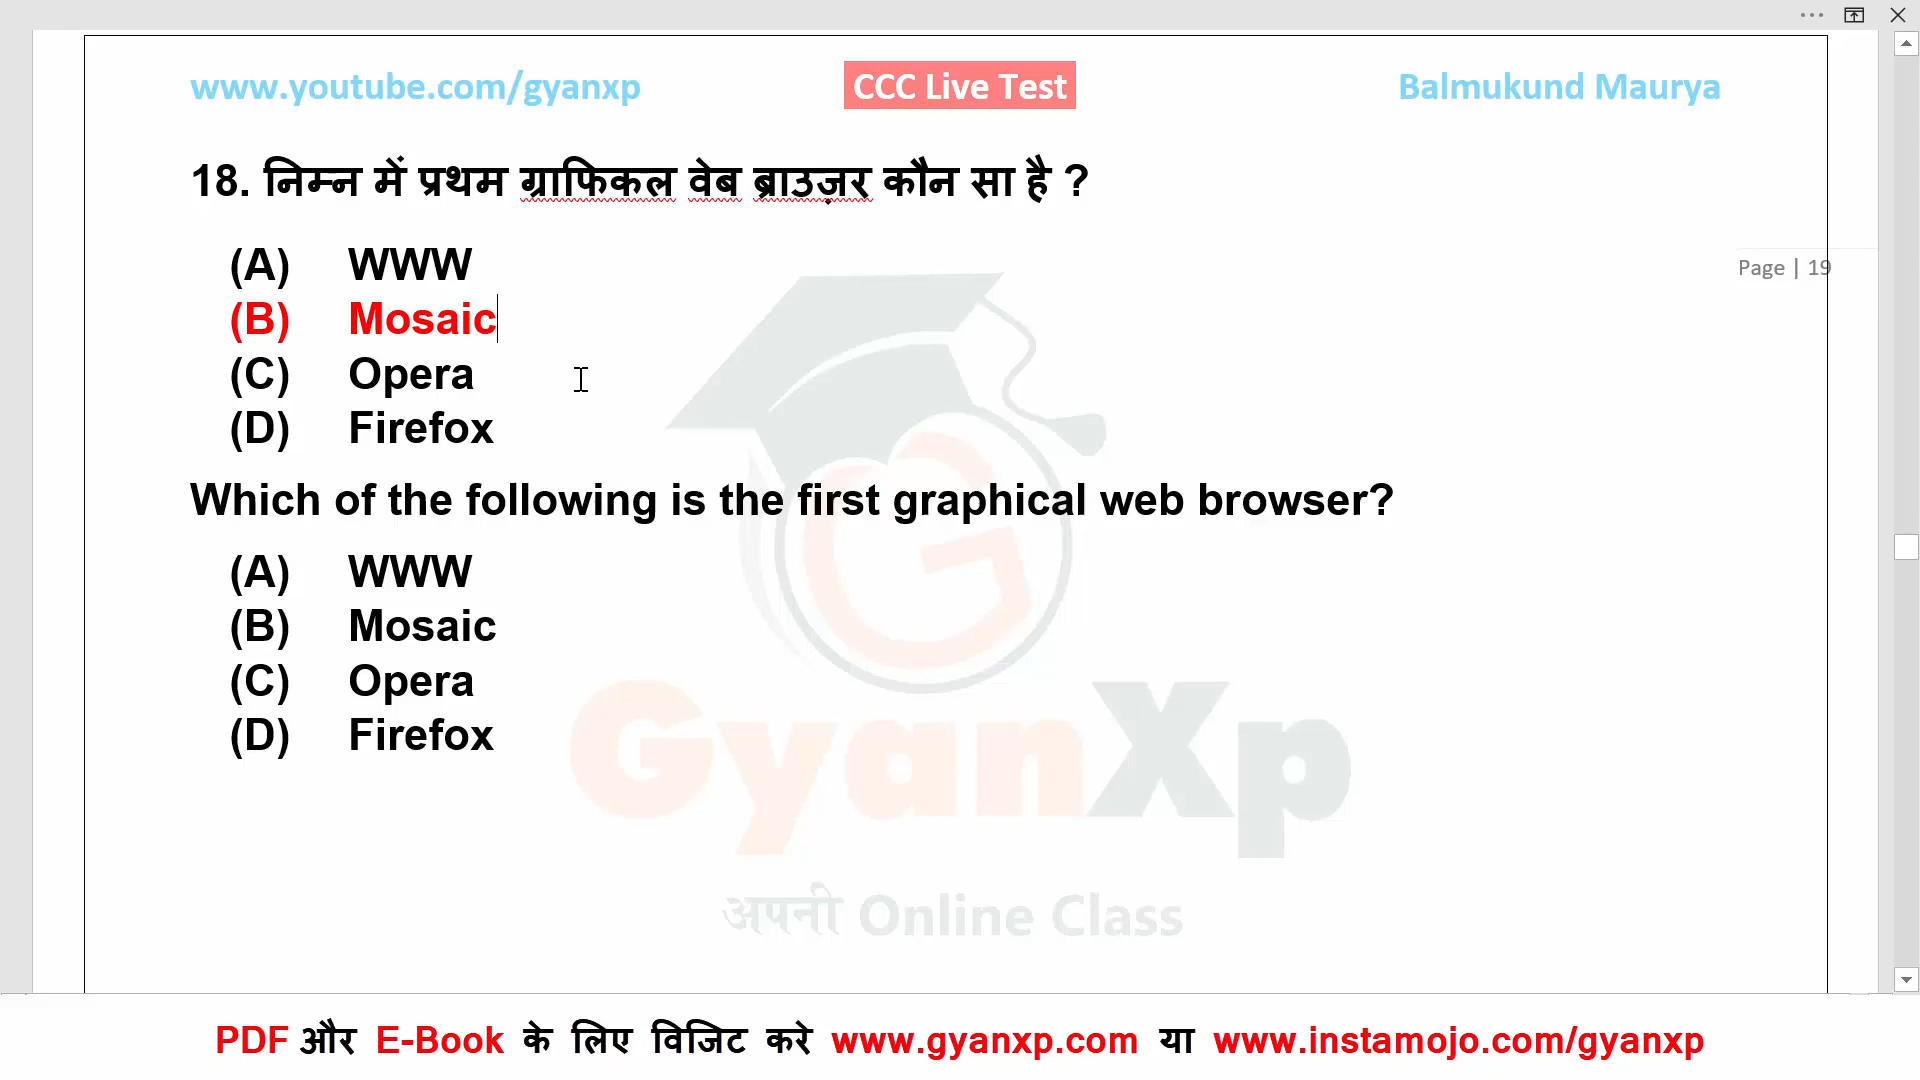 www.youtube.com/gyanxp CCC Live Test Balmukund Maurya
18. निम्न में प्रथम ग्राफिकल वेब ब्राउज़र कौन सा है ?
(A) WWW
Page | 19
(B) Mosaic
(C) Opera
(D) Firefox
Which of the following is the first graphical web browser?
(A) WWW
(B) Mosaic
(C) Opera
(D) Firefox
GyanXp
अपनी Online Class
PDF और E-Book के लिए विजिट करे www.gyanxp.com या www.instamojo.com/gyanxp